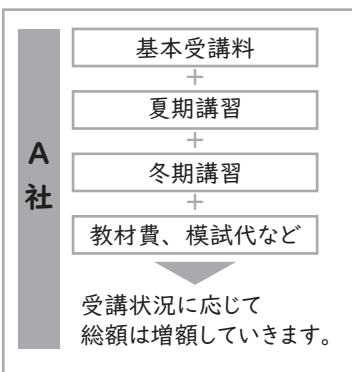 A社
基本受講料
+
夏期講習
+
冬期講習
+
教材費、模試代など
受講状況に応じて
総額は増額していきます。